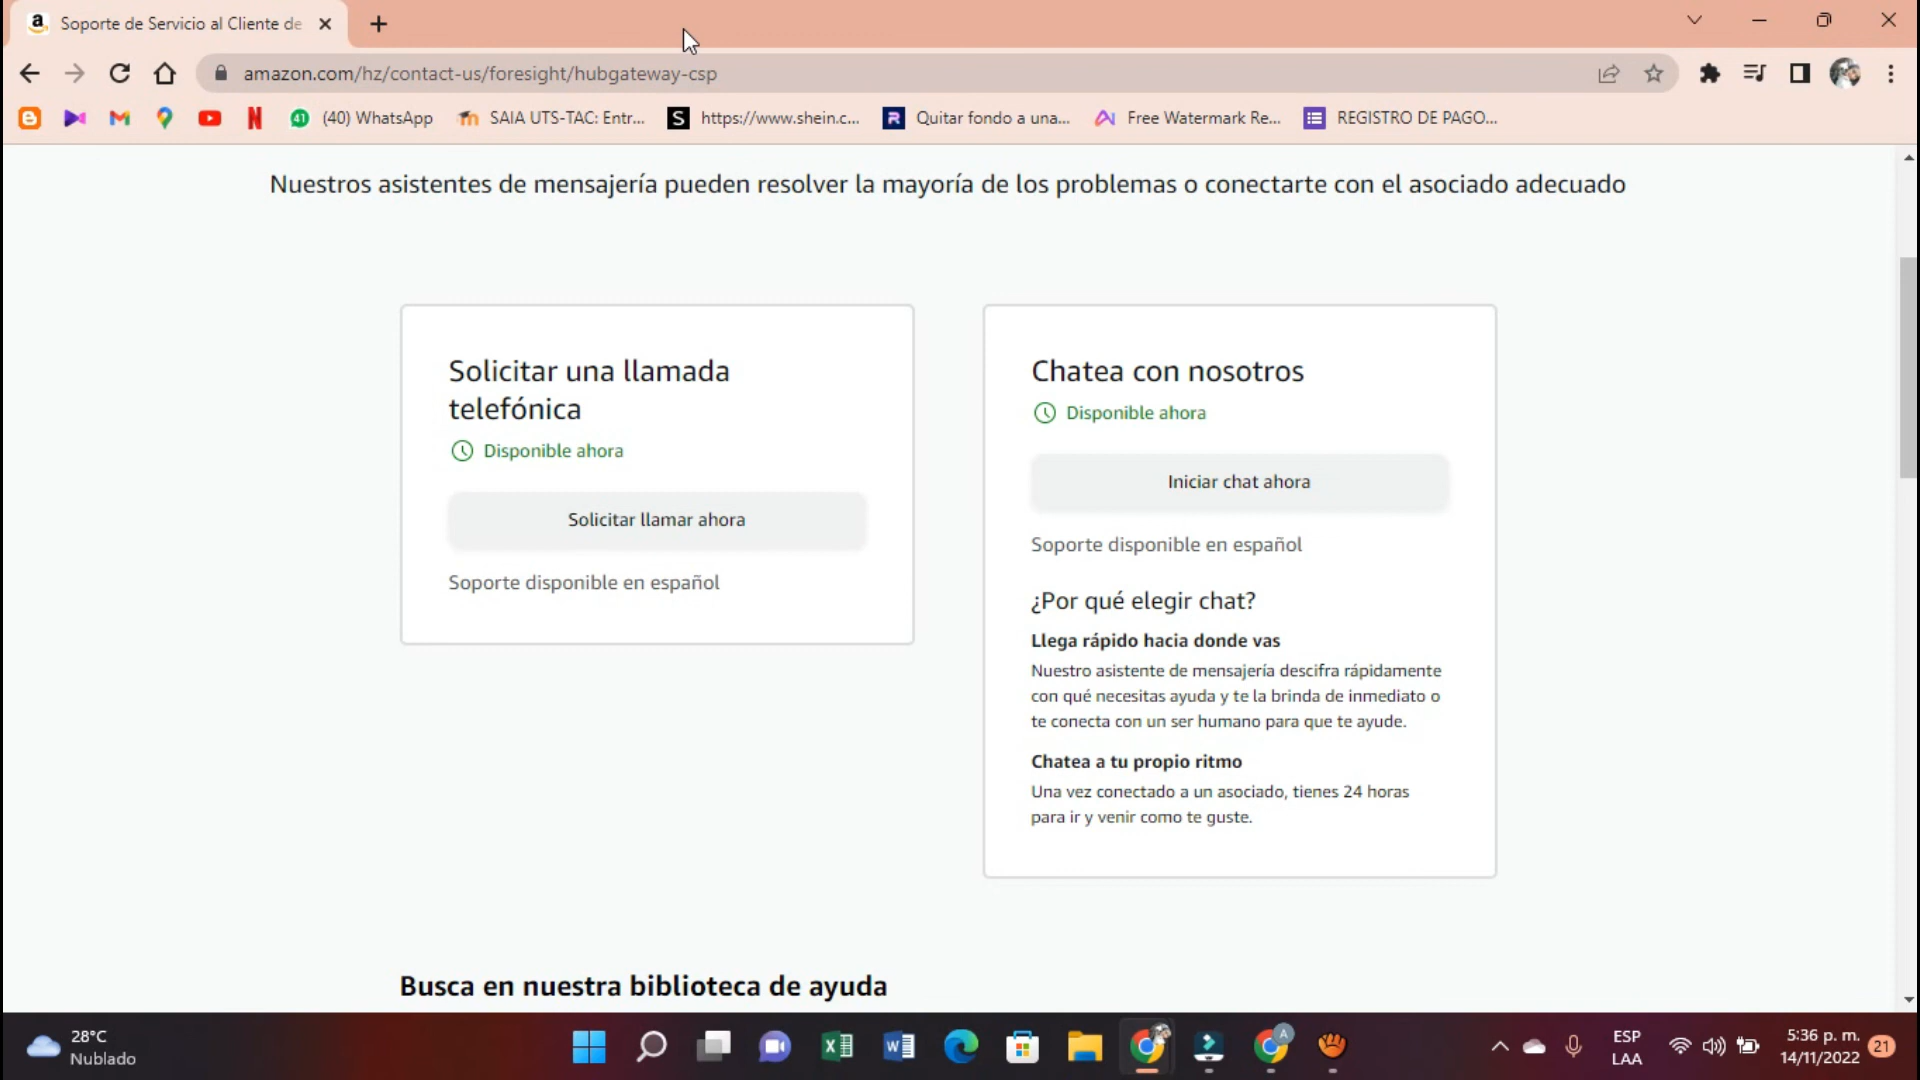 Soporte de Servicio al Cliente de
amazon.com/hz/contact-us/foresight/hubgateway-csp
(40) WhatsApp
SAIA UTS-TAC: Entr...
https://www.shein.c...
Quitar fondo a una...
Free Watermark Re...
REGISTRO DE PAGO...
Nuestros asistentes de mensajería pueden resolver la mayoría de los problemas o conectarte con el asociado adecuado
Solicitar una llamada
telefónica
Disponible ahora
Solicitar llamar ahora
Soporte disponible en español
Chatea con nosotros
Disponible ahora
Iniciar chat ahora
Soporte disponible en español
¿Por qué elegir chat?
Llega rápido hacia donde vas
Nuestro asistente de mensajería descifra rápidamente
con qué necesitas ayuda y te la brinda de inmediato o
te conecta con un ser humano para que te ayude.
Chatea a tu propio ritmo
Una vez conectado a un asociado, tienes 24 horas
para ir y venir como te guste.
Busca en nuestra biblioteca de ayuda
28°C
Nublado
ESP
LAA
5:36 p. m.
14/11/2022
21